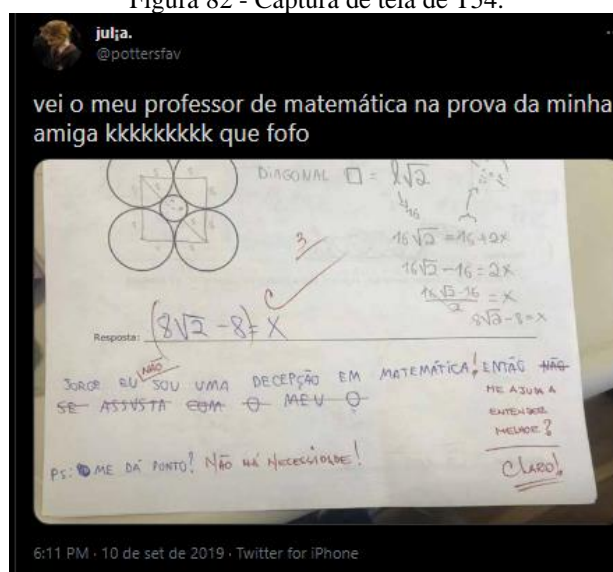 Figura 82 - Captura de tela de T54.
jul¡a.
@pottersfav
vei o meu professor de matemática na prova da minha
amiga kkkkkkkkk que fofo
DIAGONAL □ = l√2
16
16√2 = 16 + 2x
16√2 - 16 = 2x
16√2 - 16 / 2 = x
8√2 - 8 = x
3
C
Resposta: (8√2 - 8) = X
JORGE EU NÃO SOU UMA DECEPÇÃO EM MATEMÁTICA! ENTÃO NÃO
SE ASSUSTA COM O MEU O
ME AJUDA A
ENTENDER
MELHOR?
CLARO!
PS: ME DÁ PONTO? NÃO HÁ NECESSIDADE!
6:11 PM · 10 de set de 2019 · Twitter for iPhone